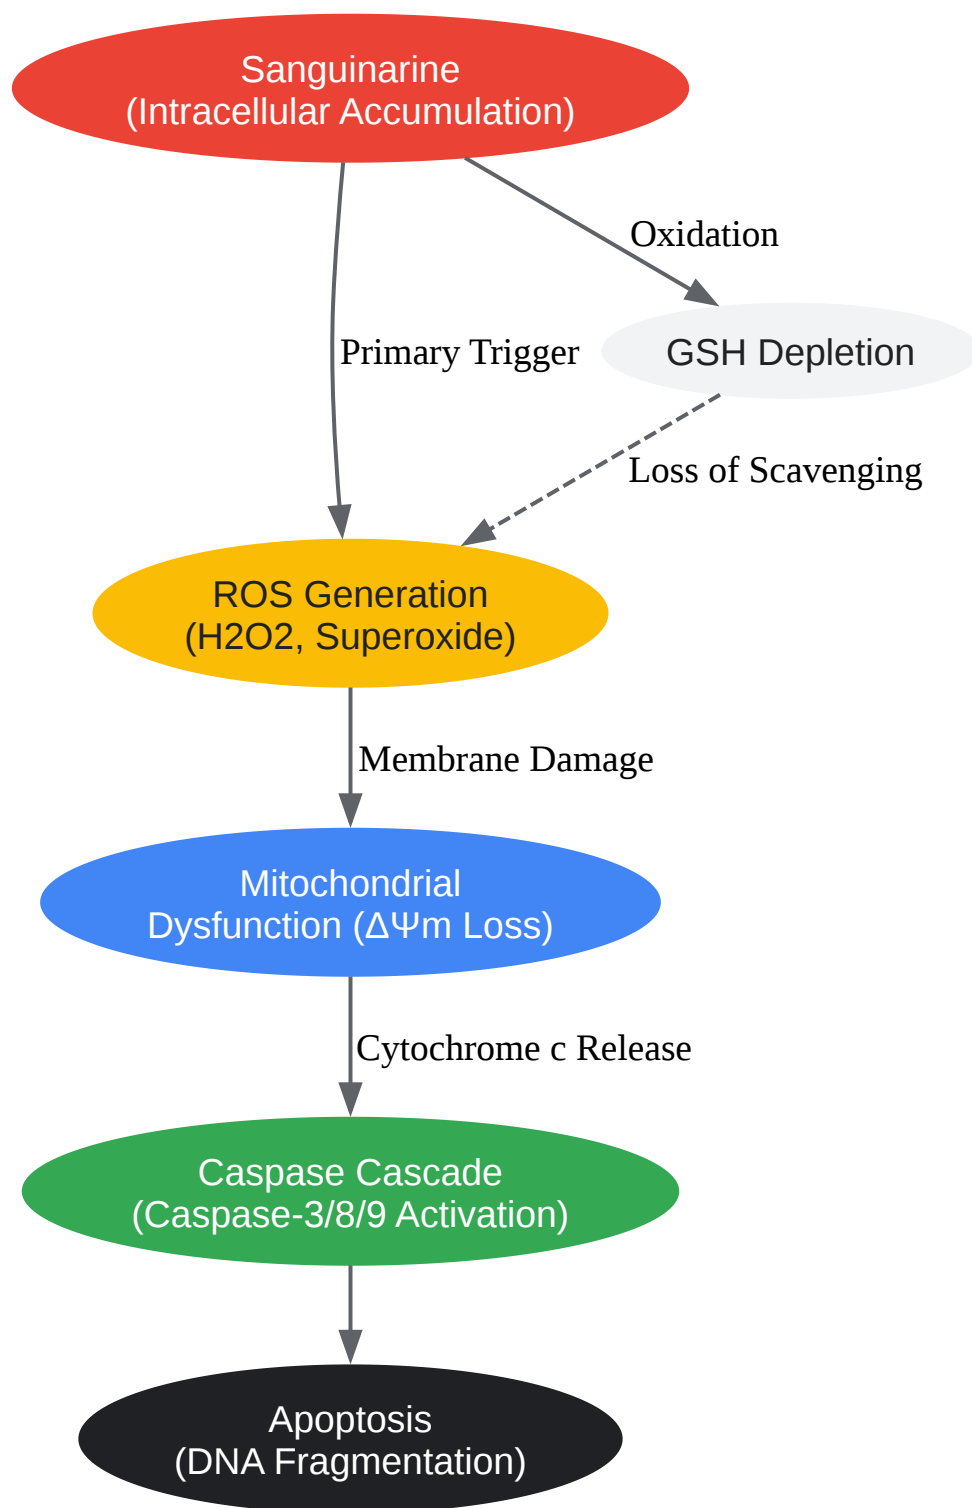 Sanguinarine
(Intracellular Accumulation)
Oxidation
Primary Trigger
GSH Depletion
Loss of Scavenging
ROS Generation
(H2O2, Superoxide)
Membrane Damage
Mitochondrial
Dysfunction (ΔΨm Loss)
Cytochrome c Release
Caspase Cascade
(Caspase-3/8/9 Activation)
Apoptosis
(DNA Fragmentation)